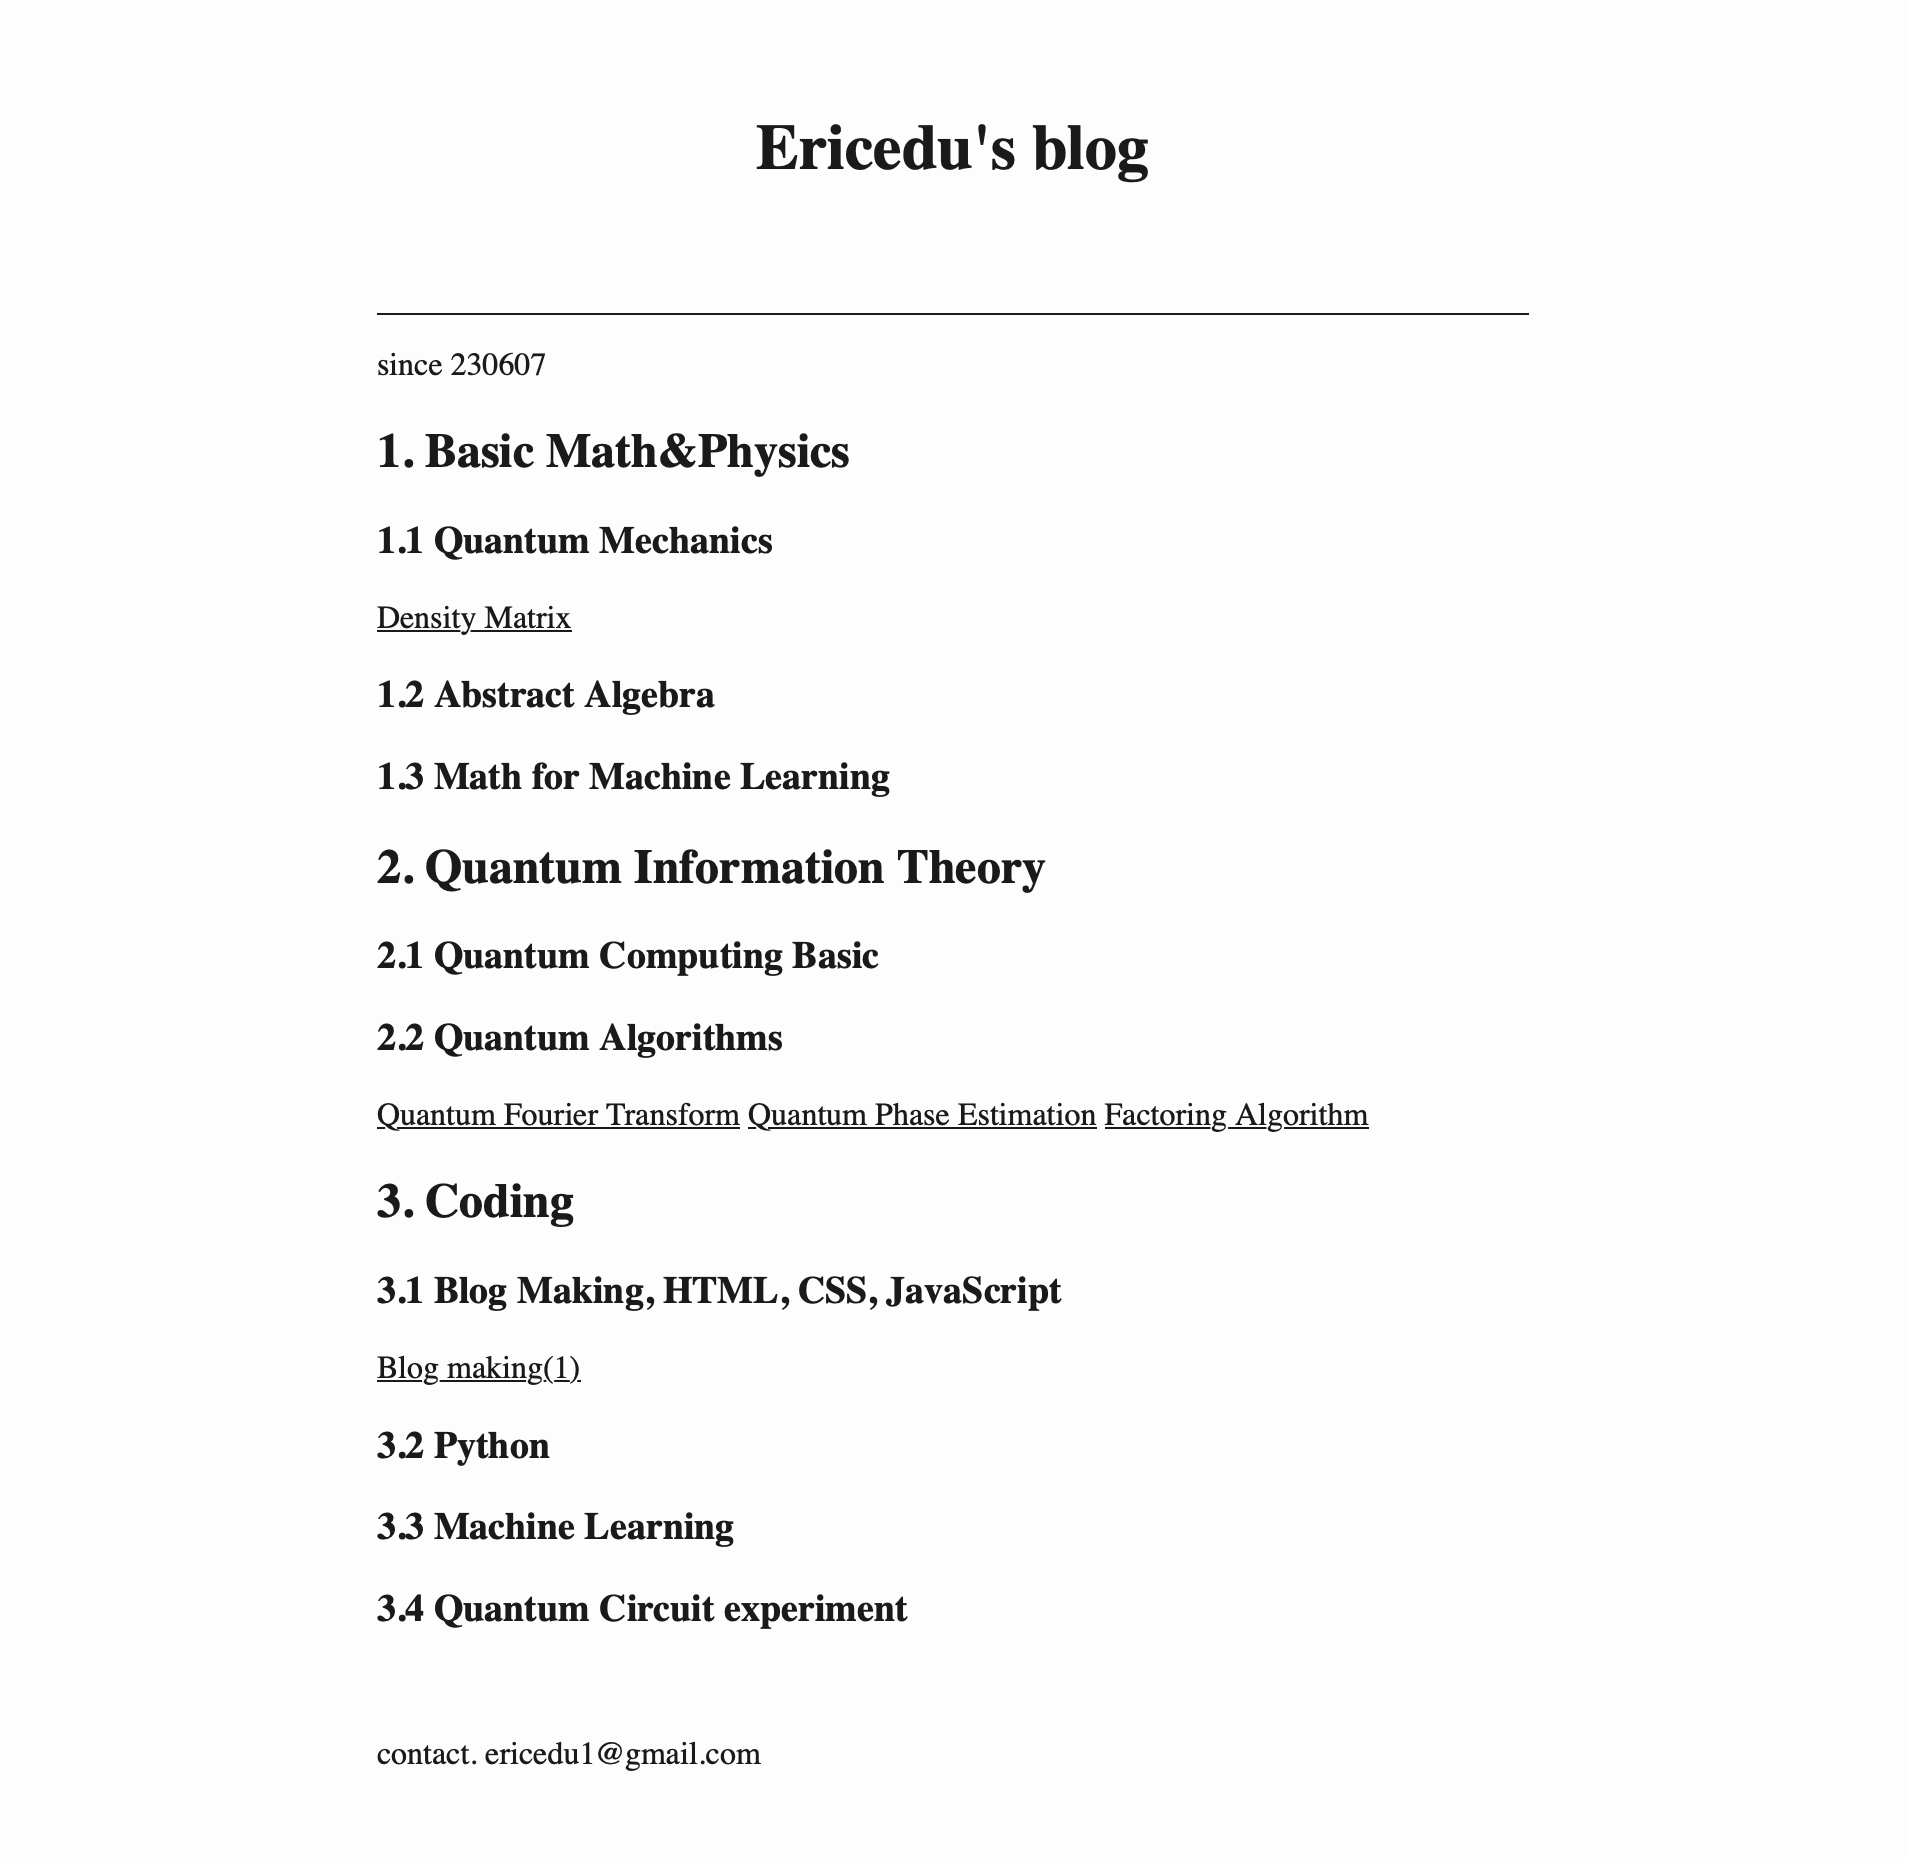 Ericedu's blog
since 230607
1. Basic Math&Physics
1.1 Quantum Mechanics
Density Matrix
1.2 Abstract Algebra
1.3 Math for Machine Learning
2. Quantum Information Theory
2.1 Quantum Computing Basic
2.2 Quantum Algorithms
Quantum Fourier Transform Quantum Phase Estimation Factoring Algorithm
3. Coding
3.1 Blog Making, HTML, CSS, JavaScript
Blog making(1)
3.2 Python
3.3 Machine Learning
3.4 Quantum Circuit experiment
contact. ericedu1@gmail.com